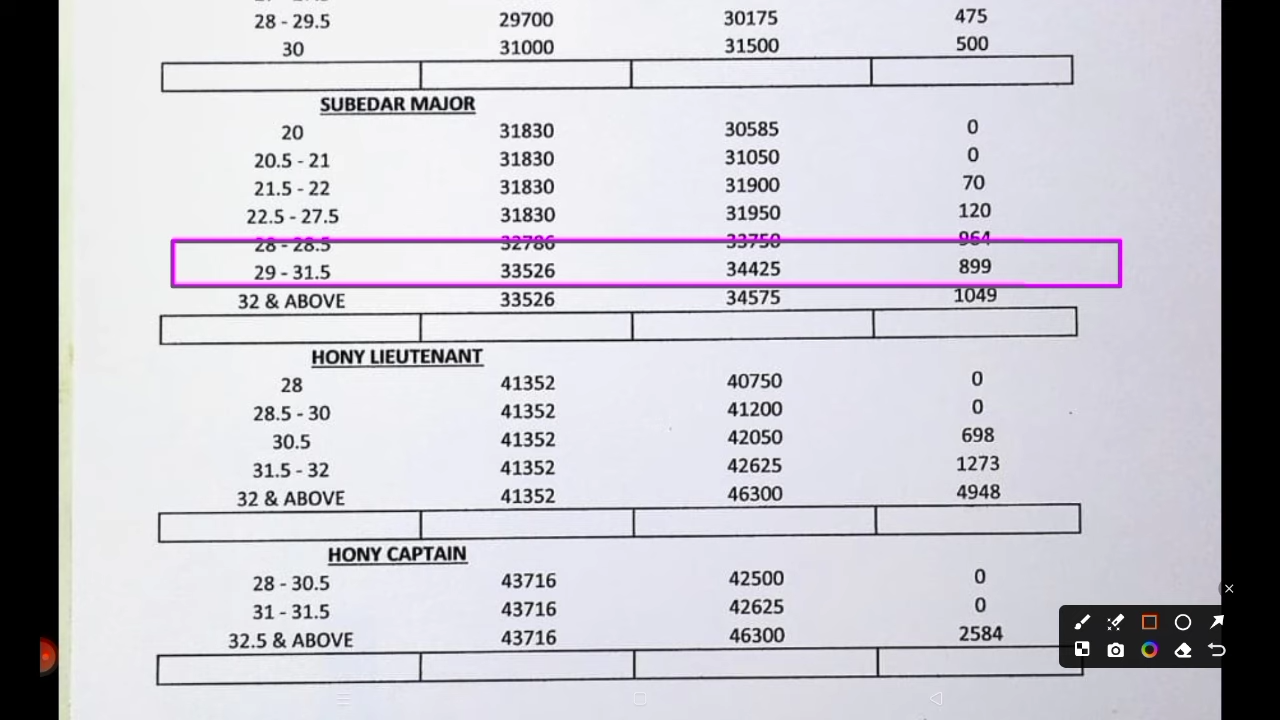 28 - 29.5 29700 30175 475
30 31000 31500 500
SUBEDAR MAJOR
20 31830 30585 0
20.5 - 21 31830 31050 0
21.5 - 22 31830 31900 70
22.5 - 27.5 31830 31950 120
28 - 28.5 32786 33750 964
29 - 31.5 33526 34425 899
32 & ABOVE 33526 34575 1049
HONY LIEUTENANT
28 41352 40750 0
28.5 - 30 41352 41200 0
30.5 41352 42050 698
31.5 - 32 41352 42625 1273
32 & ABOVE 41352 46300 4948
HONY CAPTAIN
28 - 30.5 43716 42500 0
31 - 31.5 43716 42625 0
32.5 & ABOVE 43716 46300 2584